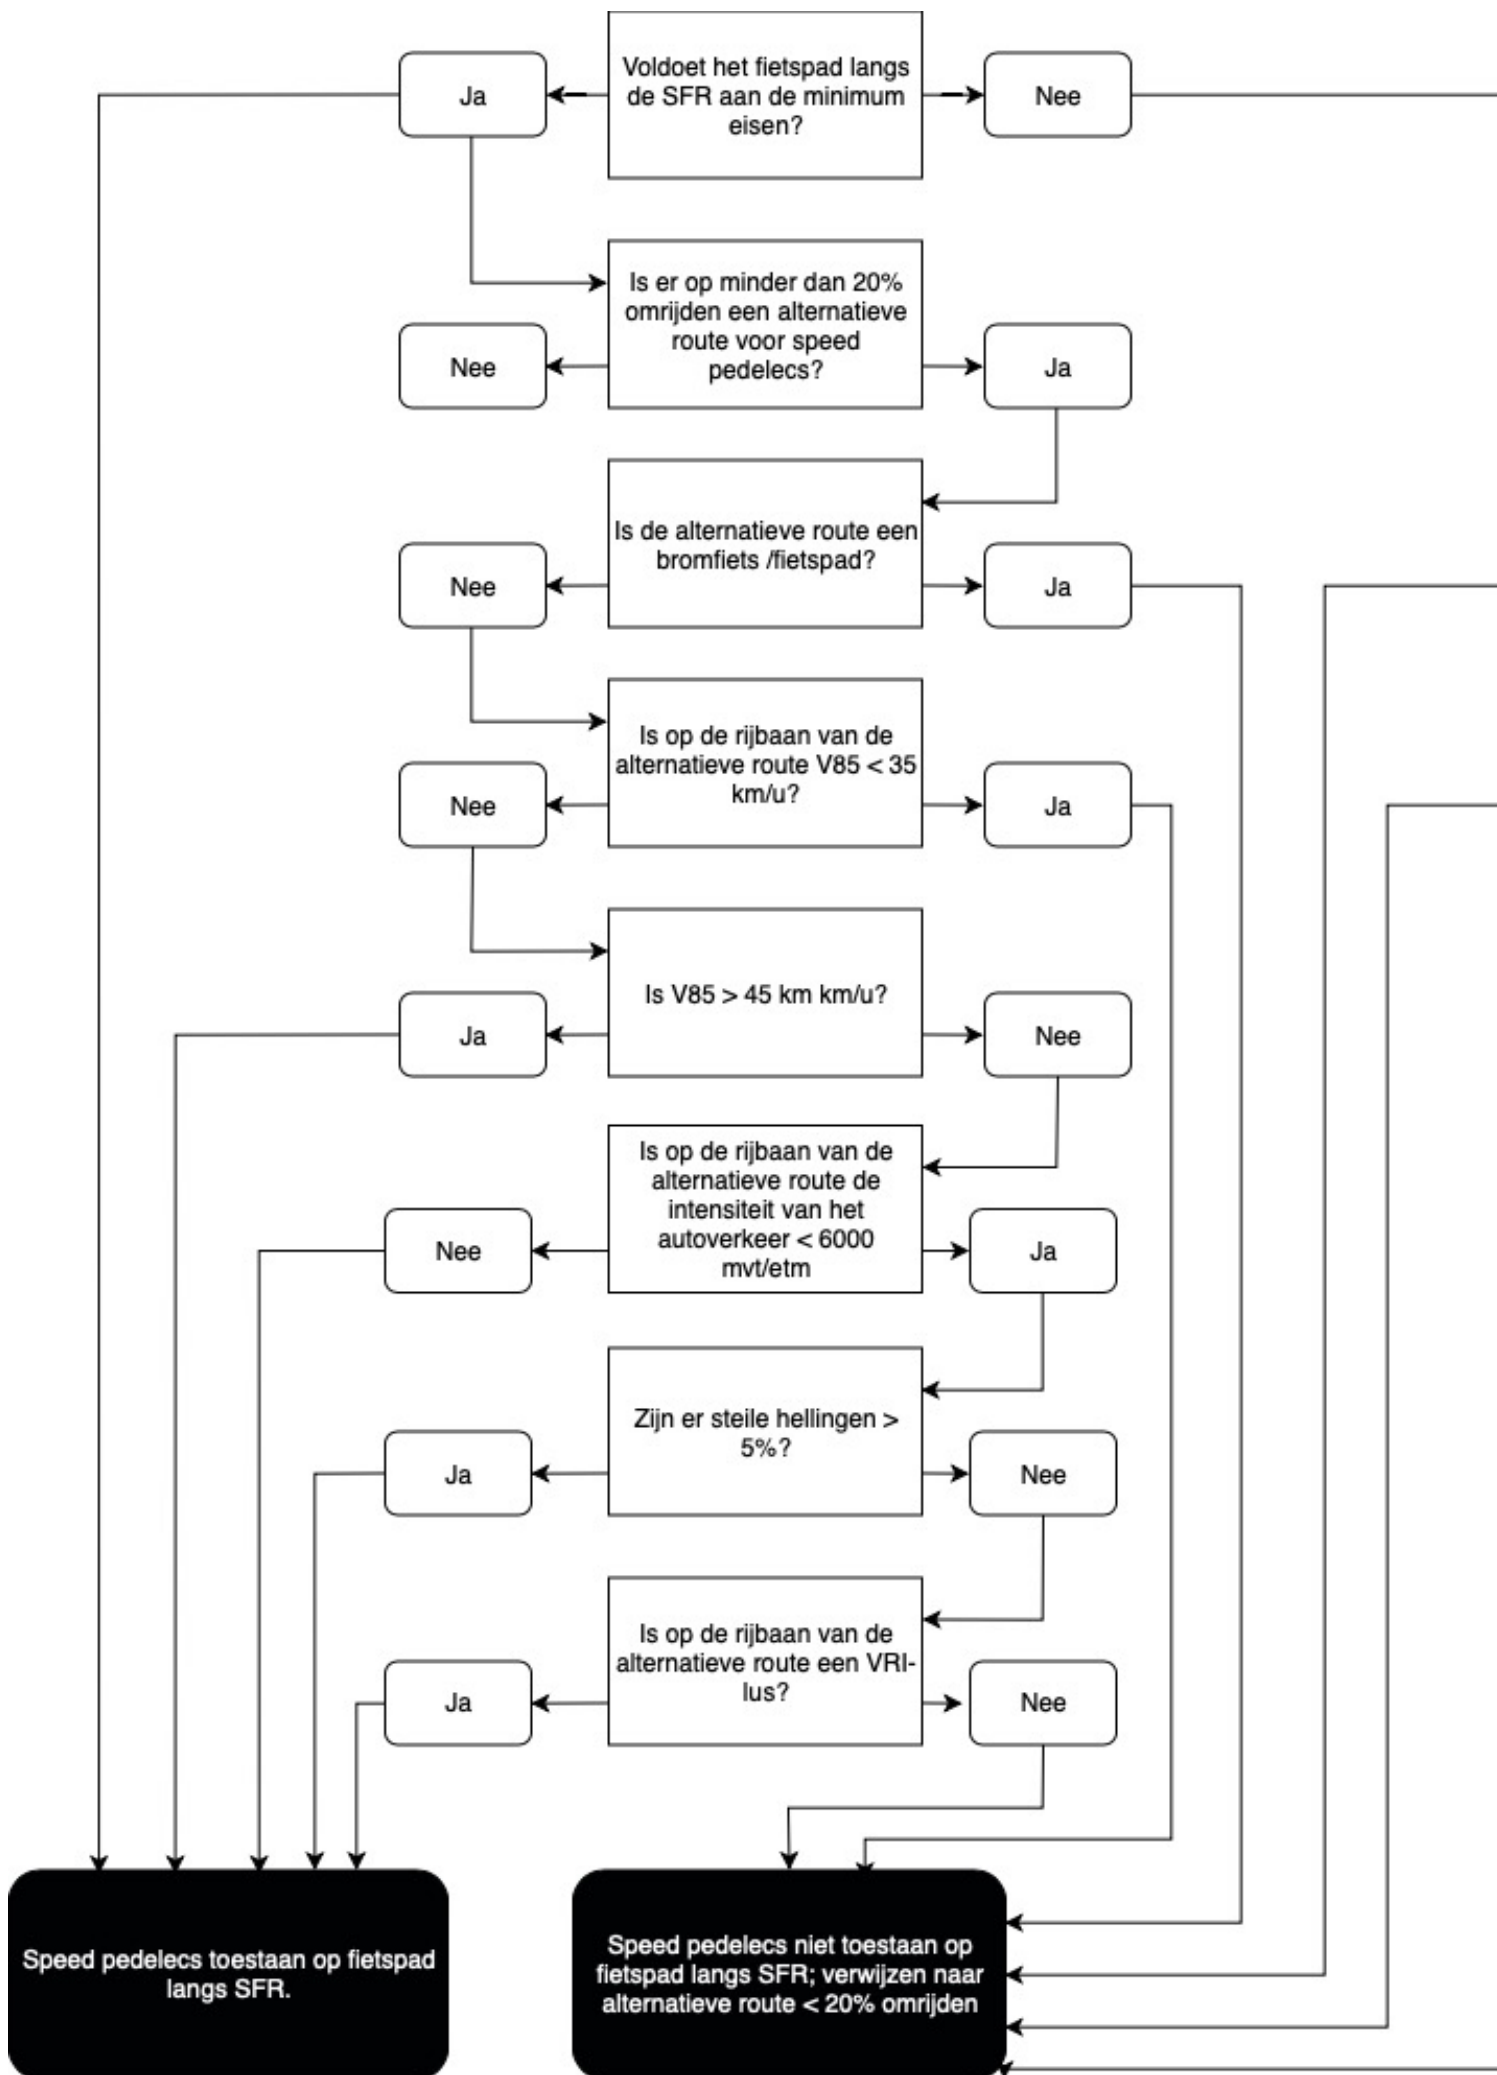 Voldoet het fietspad langs
de SFR aan de minimum
eisen?
Ja
Nee
Is er op minder dan 20%
omrijden een alternatieve
route voor speed
pedelecs?
Nee
Ja
Is de alternatieve route een
bromfiets /fietspad?
Nee
Ja
Is op de rijbaan van de
alternatieve route V85 < 35
km/u?
Nee
Ja
Is V85 > 45 km km/u?
Ja
Nee
Is op de rijbaan van de
alternatieve route de
intensiteit van het
autoverkeer < 6000
mvt/etm
Nee
Ja
Zijn er steile hellingen >
5%?
Ja
Nee
Is op de rijbaan van de
alternatieve route een VRI-
lus?
Ja
Nee
Speed pedelecs toestaan op fietspad
langs SFR.
Speed pedelecs niet toestaan op
fietspad langs SFR; verwijzen naar
alternatieve route < 20% omrijden